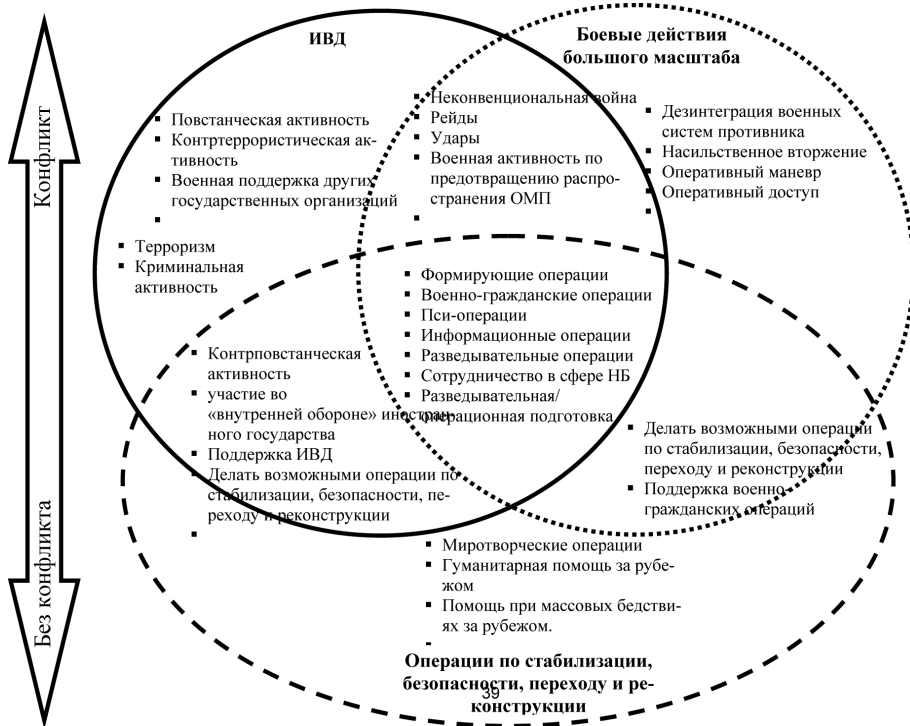 Конфликт
Без конфликта
ИВД
Боевые действия
большого масштаба
▪ Повстанческая активность
▪ Контртеррористическая ак-
тивность
▪ Военная поддержка других
государственных организаций
▪
▪ Терроризм
▪ Криминальная
активность
▪ Неконвенциональная война
▪ Рейды
▪ Удары
▪ Военная активность по
предотвращению распро-
странения ОМП
▪
▪ Дезинтеграция военных
систем противника
▪ Насильственное вторжение
▪ Оперативный маневр
▪ Оперативный доступ
▪
▪ Формирующие операции
▪ Военно-гражданские операции
▪ Пси-операции
▪ Информационные операции
▪ Разведывательные операции
▪ Сотрудничество в сфере НБ
▪ Разведывательная/
▪ операционная подготовка
▪ Контрповстанческая
активность
▪ участие во
«внутренней обороне» иностран-
ного государства
▪ Поддержка ИВД
▪ Делать возможными операции по
стабилизации, безопасности, пе-
реходу и реконструкции
▪
▪ Делать возможными операции
по стабилизации, безопасности,
переходу и реконструкции
▪ Поддержка военно-
гражданских операций
▪ Миротворческие операции
▪ Гуманитарная помощь за рубе-
жом
▪ Помощь при массовых бедстви-
ях за рубежом.
Операции по стабилизации,
безопасности, переходу и ре-
конструкции
39